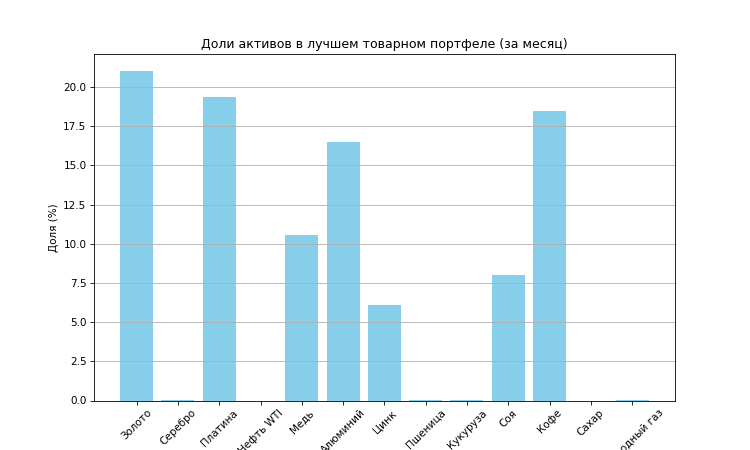 Доли активов в лучшем товарном портфеле (за месяц)
Доля (%)
20.0
17.5
15.0
12.5
10.0
7.5
5.0
2.5
0.0
Золото
Серебро
Платина
Нефть WTI
Медь
Алюминий
Цинк
Пшеница
Кукуруза
Соя
Кофе
Сахар
газ